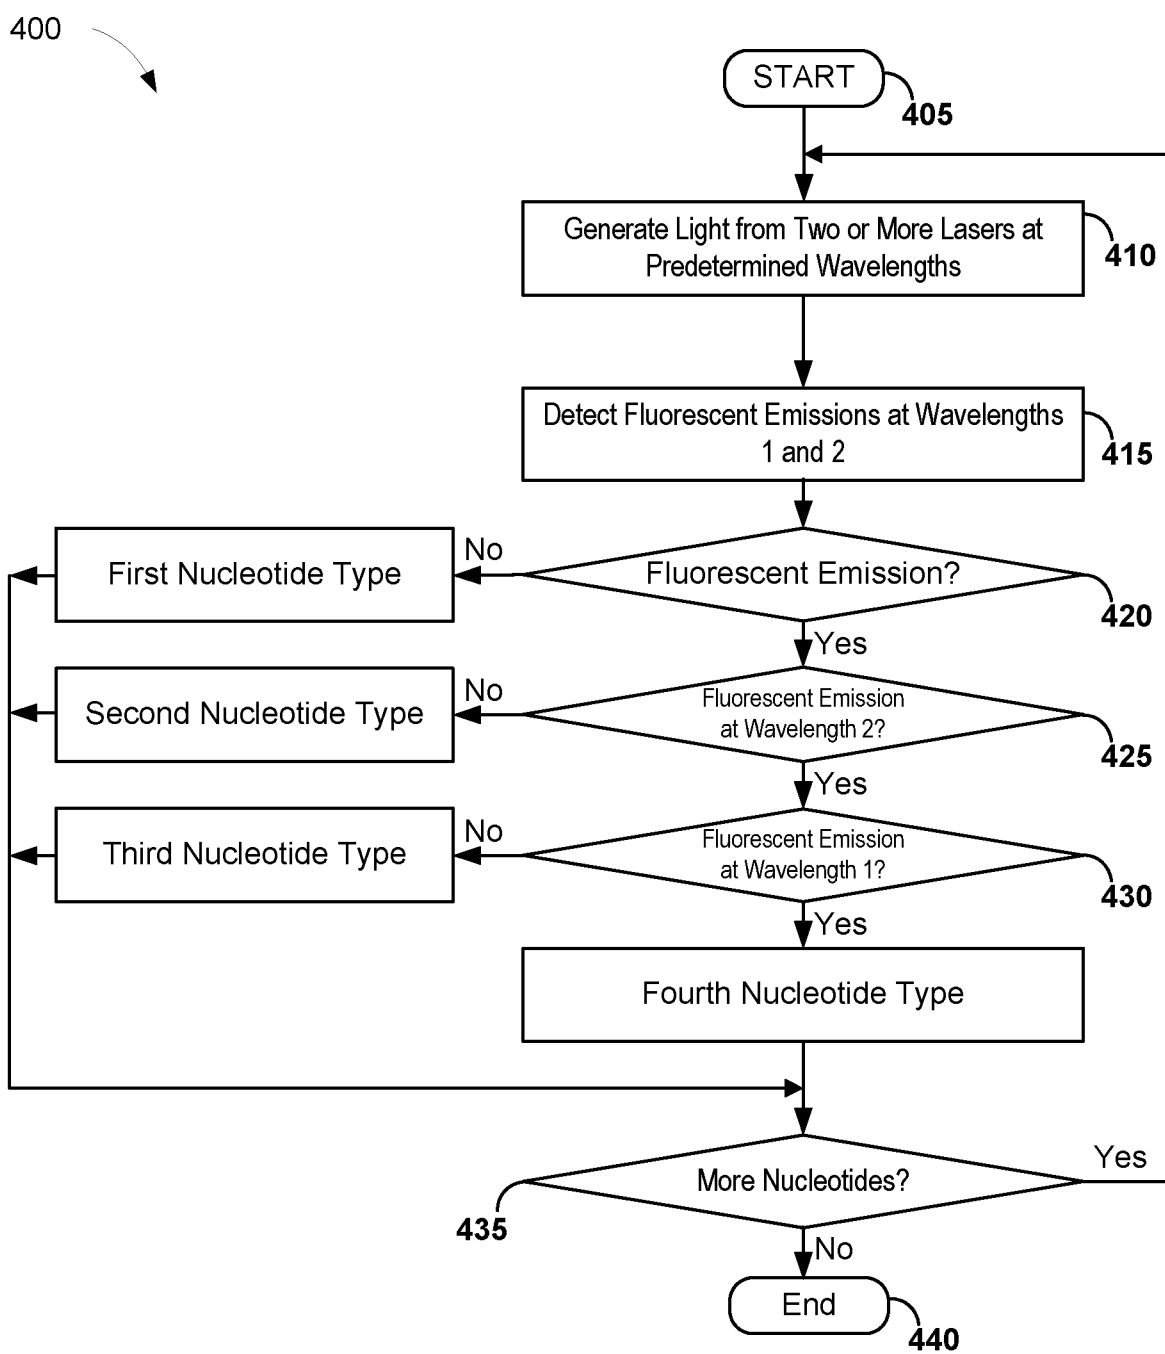 400
START
405
Generate Light from Two or More Lasers at
Predetermined Wavelengths
410
Detect Fluorescent Emissions at Wavelengths
1 and 2
415
First Nucleotide Type
No
Fluorescent Emission?
420
Yes
Second Nucleotide Type
No
Fluorescent Emission
at Wavelength 2?
425
Yes
Third Nucleotide Type
No
Fluorescent Emission
at Wavelength 1?
430
Yes
Fourth Nucleotide Type
More Nucleotides?
Yes
435
No
End
440